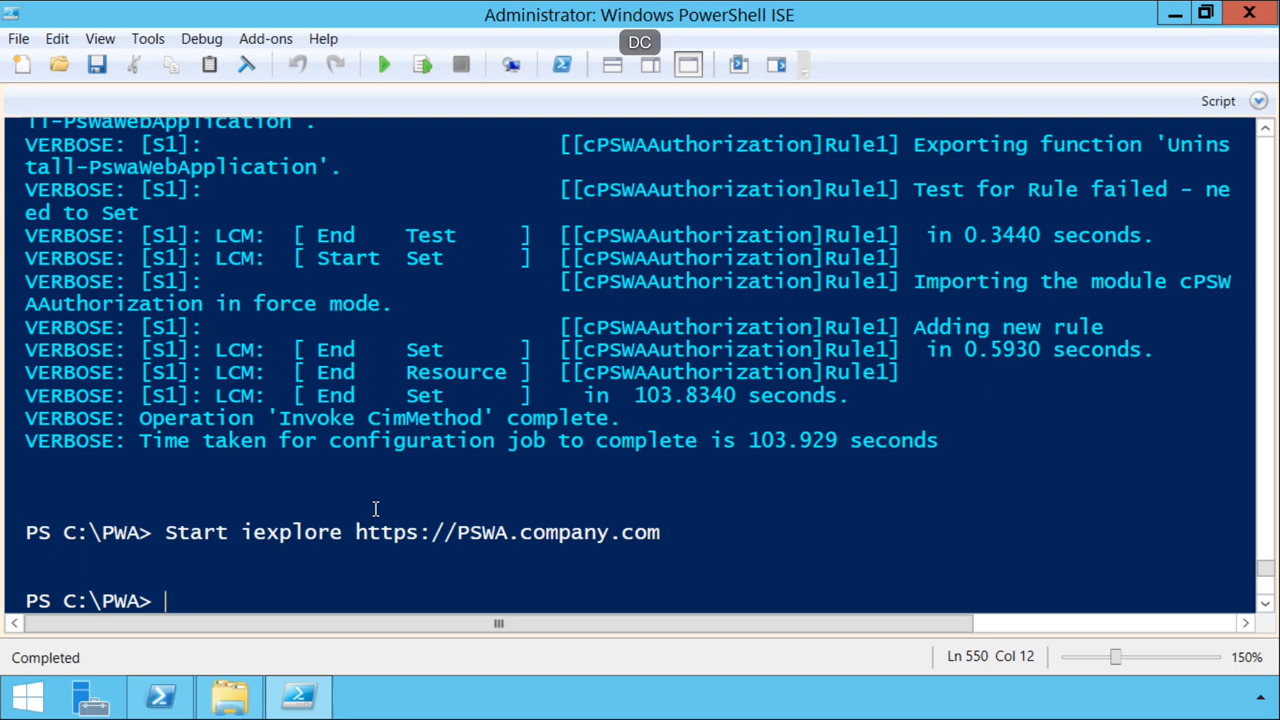 Administrator: Windows PowerShell ISE
File Edit View Tools Debug Add-ons Help
DC
Script
ll-PswaWebApplication'.
VERBOSE: [S1]:                            [[cPSWAAuthorization]Rule1] Exporting function 'Unins
tall-PswaWebApplication'.
VERBOSE: [S1]:                            [[cPSWAAuthorization]Rule1] Test for Rule failed - ne
ed to Set
VERBOSE: [S1]: LCM:  [ End    Test     ]  [[cPSWAAuthorization]Rule1]  in 0.3440 seconds.
VERBOSE: [S1]: LCM:  [ Start  Set      ]  [[cPSWAAuthorization]Rule1]
VERBOSE: [S1]:                            [[cPSWAAuthorization]Rule1] Importing the module cPSW
AAuthorization in force mode.
VERBOSE: [S1]:                            [[cPSWAAuthorization]Rule1] Adding new rule
VERBOSE: [S1]: LCM:  [ End    Set      ]  [[cPSWAAuthorization]Rule1]  in 0.5930 seconds.
VERBOSE: [S1]: LCM:  [ End    Resource ]  [[cPSWAAuthorization]Rule1]
VERBOSE: [S1]: LCM:  [ End    Set      ]    in  103.8340 seconds.
VERBOSE: Operation 'Invoke CimMethod' complete.
VERBOSE: Time taken for configuration job to complete is 103.929 seconds
PS C:\PWA> Start iexplore https://PSWA.company.com
PS C:\PWA>
Completed
Ln 550 Col 12
150%